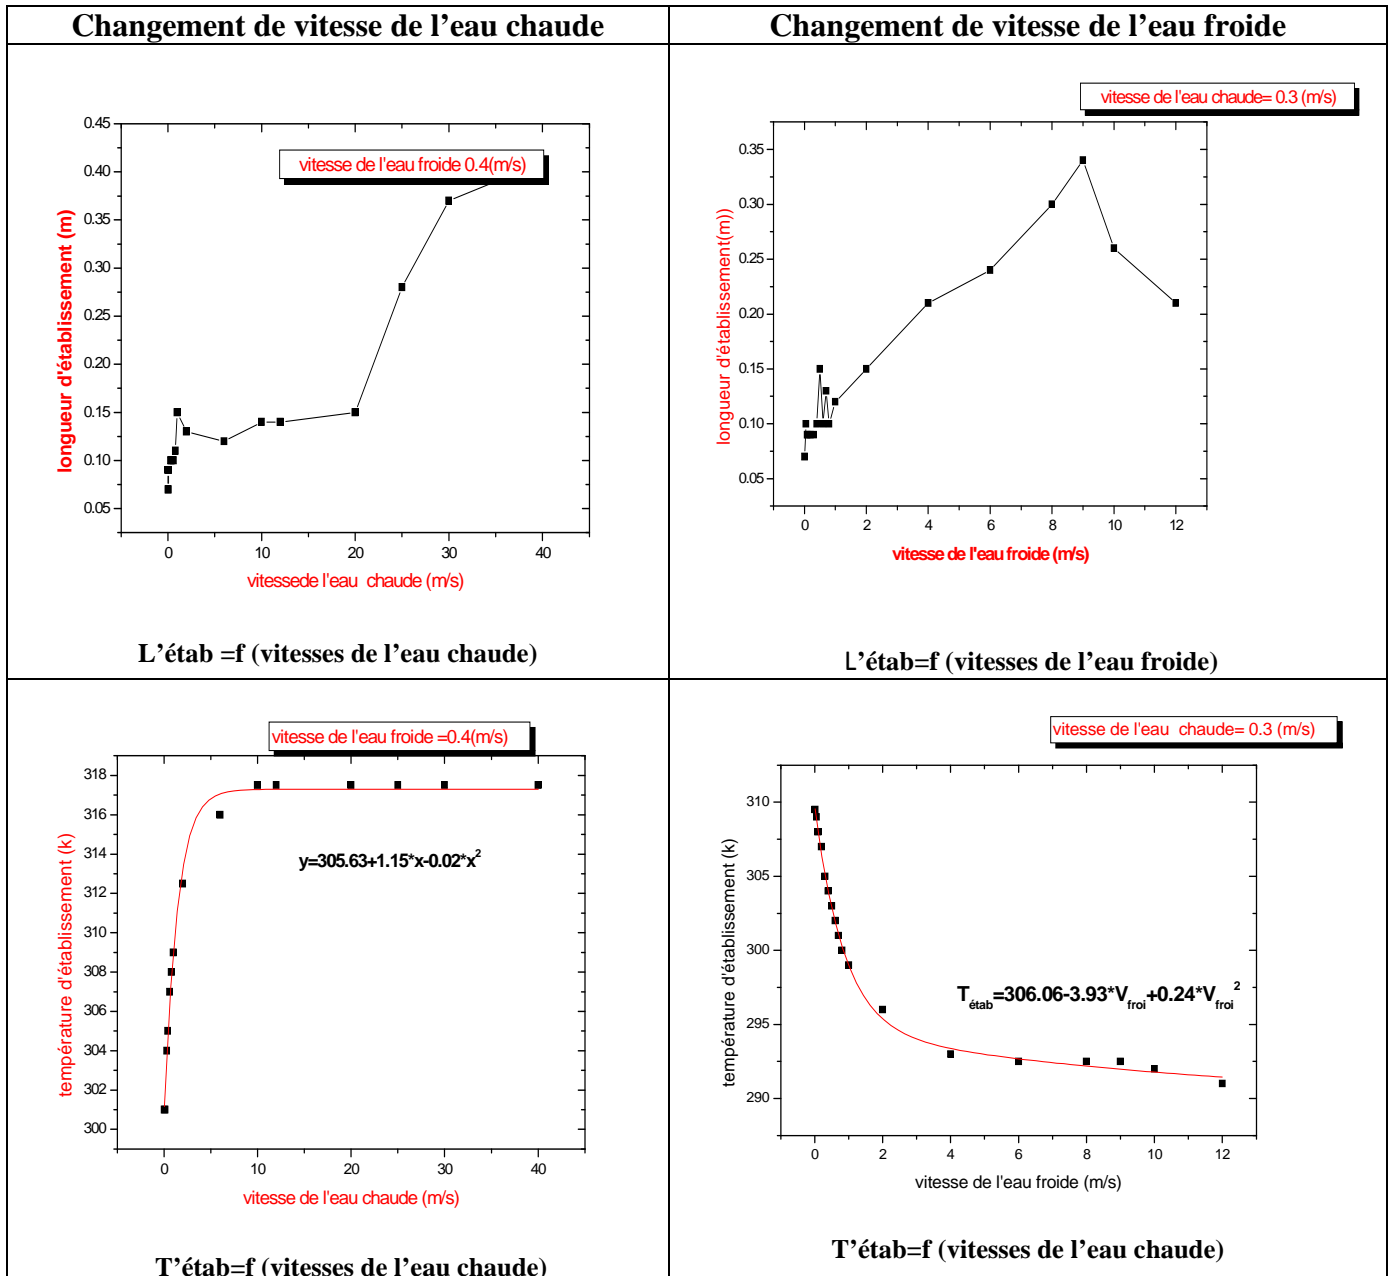 Changement de vitesse de l'eau chaude
Changement de vitesse de l'eau froide
vitesse de l'eau froide 0.4(m/s)
0.45
0.40
0.35
0.30
0.25
0.20
0.15
0.10
0.05
longueur d'établissement (m)
0 10 20 30 40
vitessede l'eau chaude (m/s)
L'étab =f (vitesses de l'eau chaude)
vitesse de l'eau chaude= 0.3 (m/s)
0.35
0.30
0.25
0.20
0.15
0.10
0.05
longueur d'établissement(m))
0 2 4 6 8 10 12
vitesse de l'eau froide (m/s)
L'étab=f (vitesses de l'eau froide)
vitesse de l'eau froide =0.4(m/s)
318
316
314
312
310
308
306
304
302
300
température d'établissement (k)
y=305.63+1.15*x-0.02*x²
0 10 20 30 40
vitesse de l'eau chaude (m/s)
T'étab=f (vitesses de l'eau chaude)
vitesse de l'eau chaude= 0.3 (m/s)
310
305
300
295
290
température d'établissement (k)
T_étab=306.06-3.93*V_froi+0.24*V_froi²
0 2 4 6 8 10 12
vitesse de l'eau froide (m/s)
T'étab=f (vitesses de l'eau chaude)